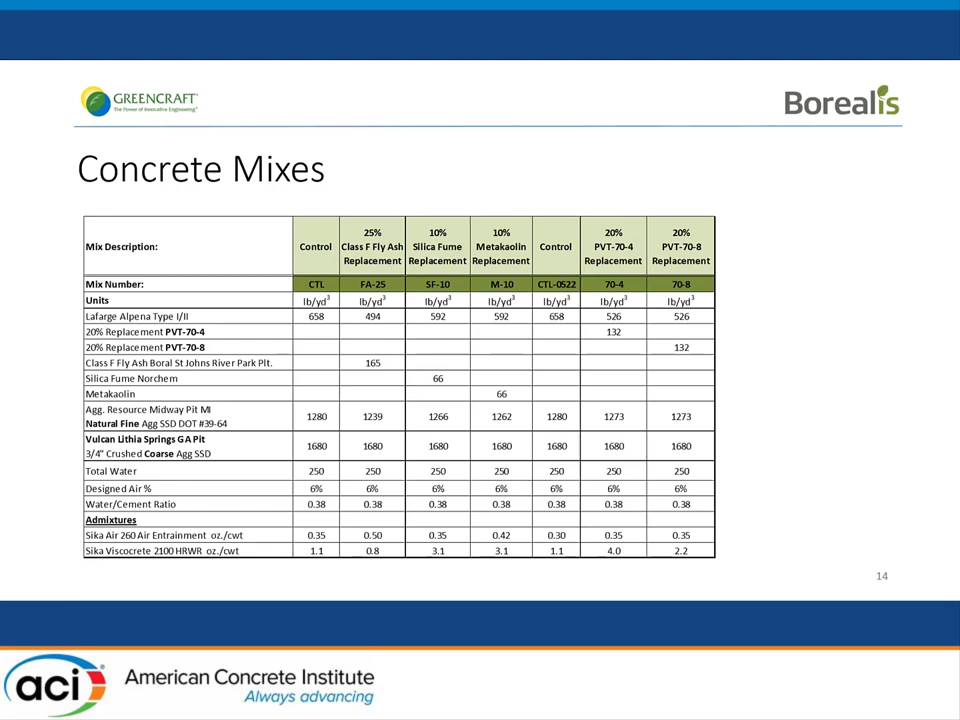 GREENCRAFT
The Power of Innovative Engineering
Borealis
Concrete Mixes
Mix Description: Control 25% Class F Fly Ash Replacement 10% Silica Fume Replacement 10% Metakaolin Replacement Control 20% PVT-70-4 Replacement 20% PVT-70-8 Replacement
Mix Number: CTL FA-25 SF-10 M-10 CTL-0522 70-4 70-8
Units lb/yd³ lb/yd³ lb/yd³ lb/yd³ lb/yd³ lb/yd³ lb/yd³
Lafarge Alpena Type I/II 658 494 592 592 658 526 526
20% Replacement PVT-70-4 132
20% Replacement PVT-70-8 132
Class F Fly Ash Boral St Johns River Park Plt. 165
Silica Fume Norchem 66
Metakaolin 66
Agg. Resource Midway Pit MI
Natural Fine Agg SSD DOT #39-64 1280 1239 1266 1262 1280 1273 1273
Vulcan Lithia Springs GA Pit
3/4" Crushed Coarse Agg SSD 1680 1680 1680 1680 1680 1680 1680
Total Water 250 250 250 250 250 250 250
Designed Air % 6% 6% 6% 6% 6% 6% 6%
Water/Cement Ratio 0.38 0.38 0.38 0.38 0.38 0.38 0.38
Admixtures
Sika Air 260 Air Entrainment oz./cwt 0.35 0.50 0.35 0.42 0.30 0.35 0.35
Sika Viscocrete 2100 HRWR oz./cwt 1.1 0.8 3.1 3.1 1.1 4.0 2.2
14
aci
American Concrete Institute
Always advancing